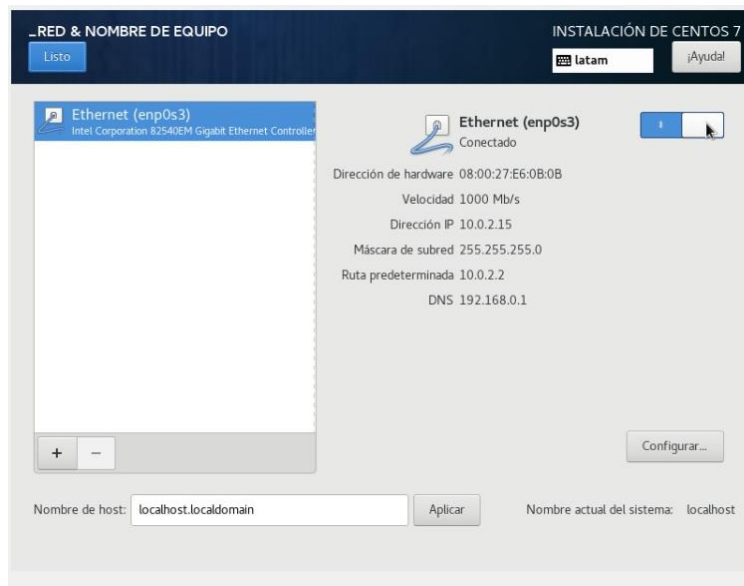 _RED & NOMBRE DE EQUIPO
INSTALACIÓN DE CENTOS 7
Listo
latam
¡Ayuda!
Ethernet (enp0s3)
Intel Corporation 82540EM Gigabit Ethernet Controller
Ethernet (enp0s3)
Conectado
Dirección de hardware 08:00:27:E6:0B:0B
Velocidad 1000 Mb/s
Dirección IP 10.0.2.15
Máscara de subred 255.255.255.0
Ruta predeterminada 10.0.2.2
DNS 192.168.0.1
+ −
Configurar...
Nombre de host: localhost.localdomain Aplicar Nombre actual del sistema: localhost